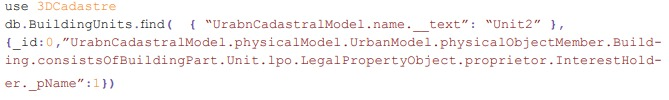 use 3DCadastre
db.BuildingUnits.find( { “UrabnCadastralModel.name.__text”: “Unit2” },
{_id:0,”UrabnCadastralModel.physicalModel.UrbanModel.physicalObjectMember.Build-
ing.consistsOfBuildingPart.Unit.lpo.LegalPropertyObject.proprietor.InterestHold-
er._pName”:1})